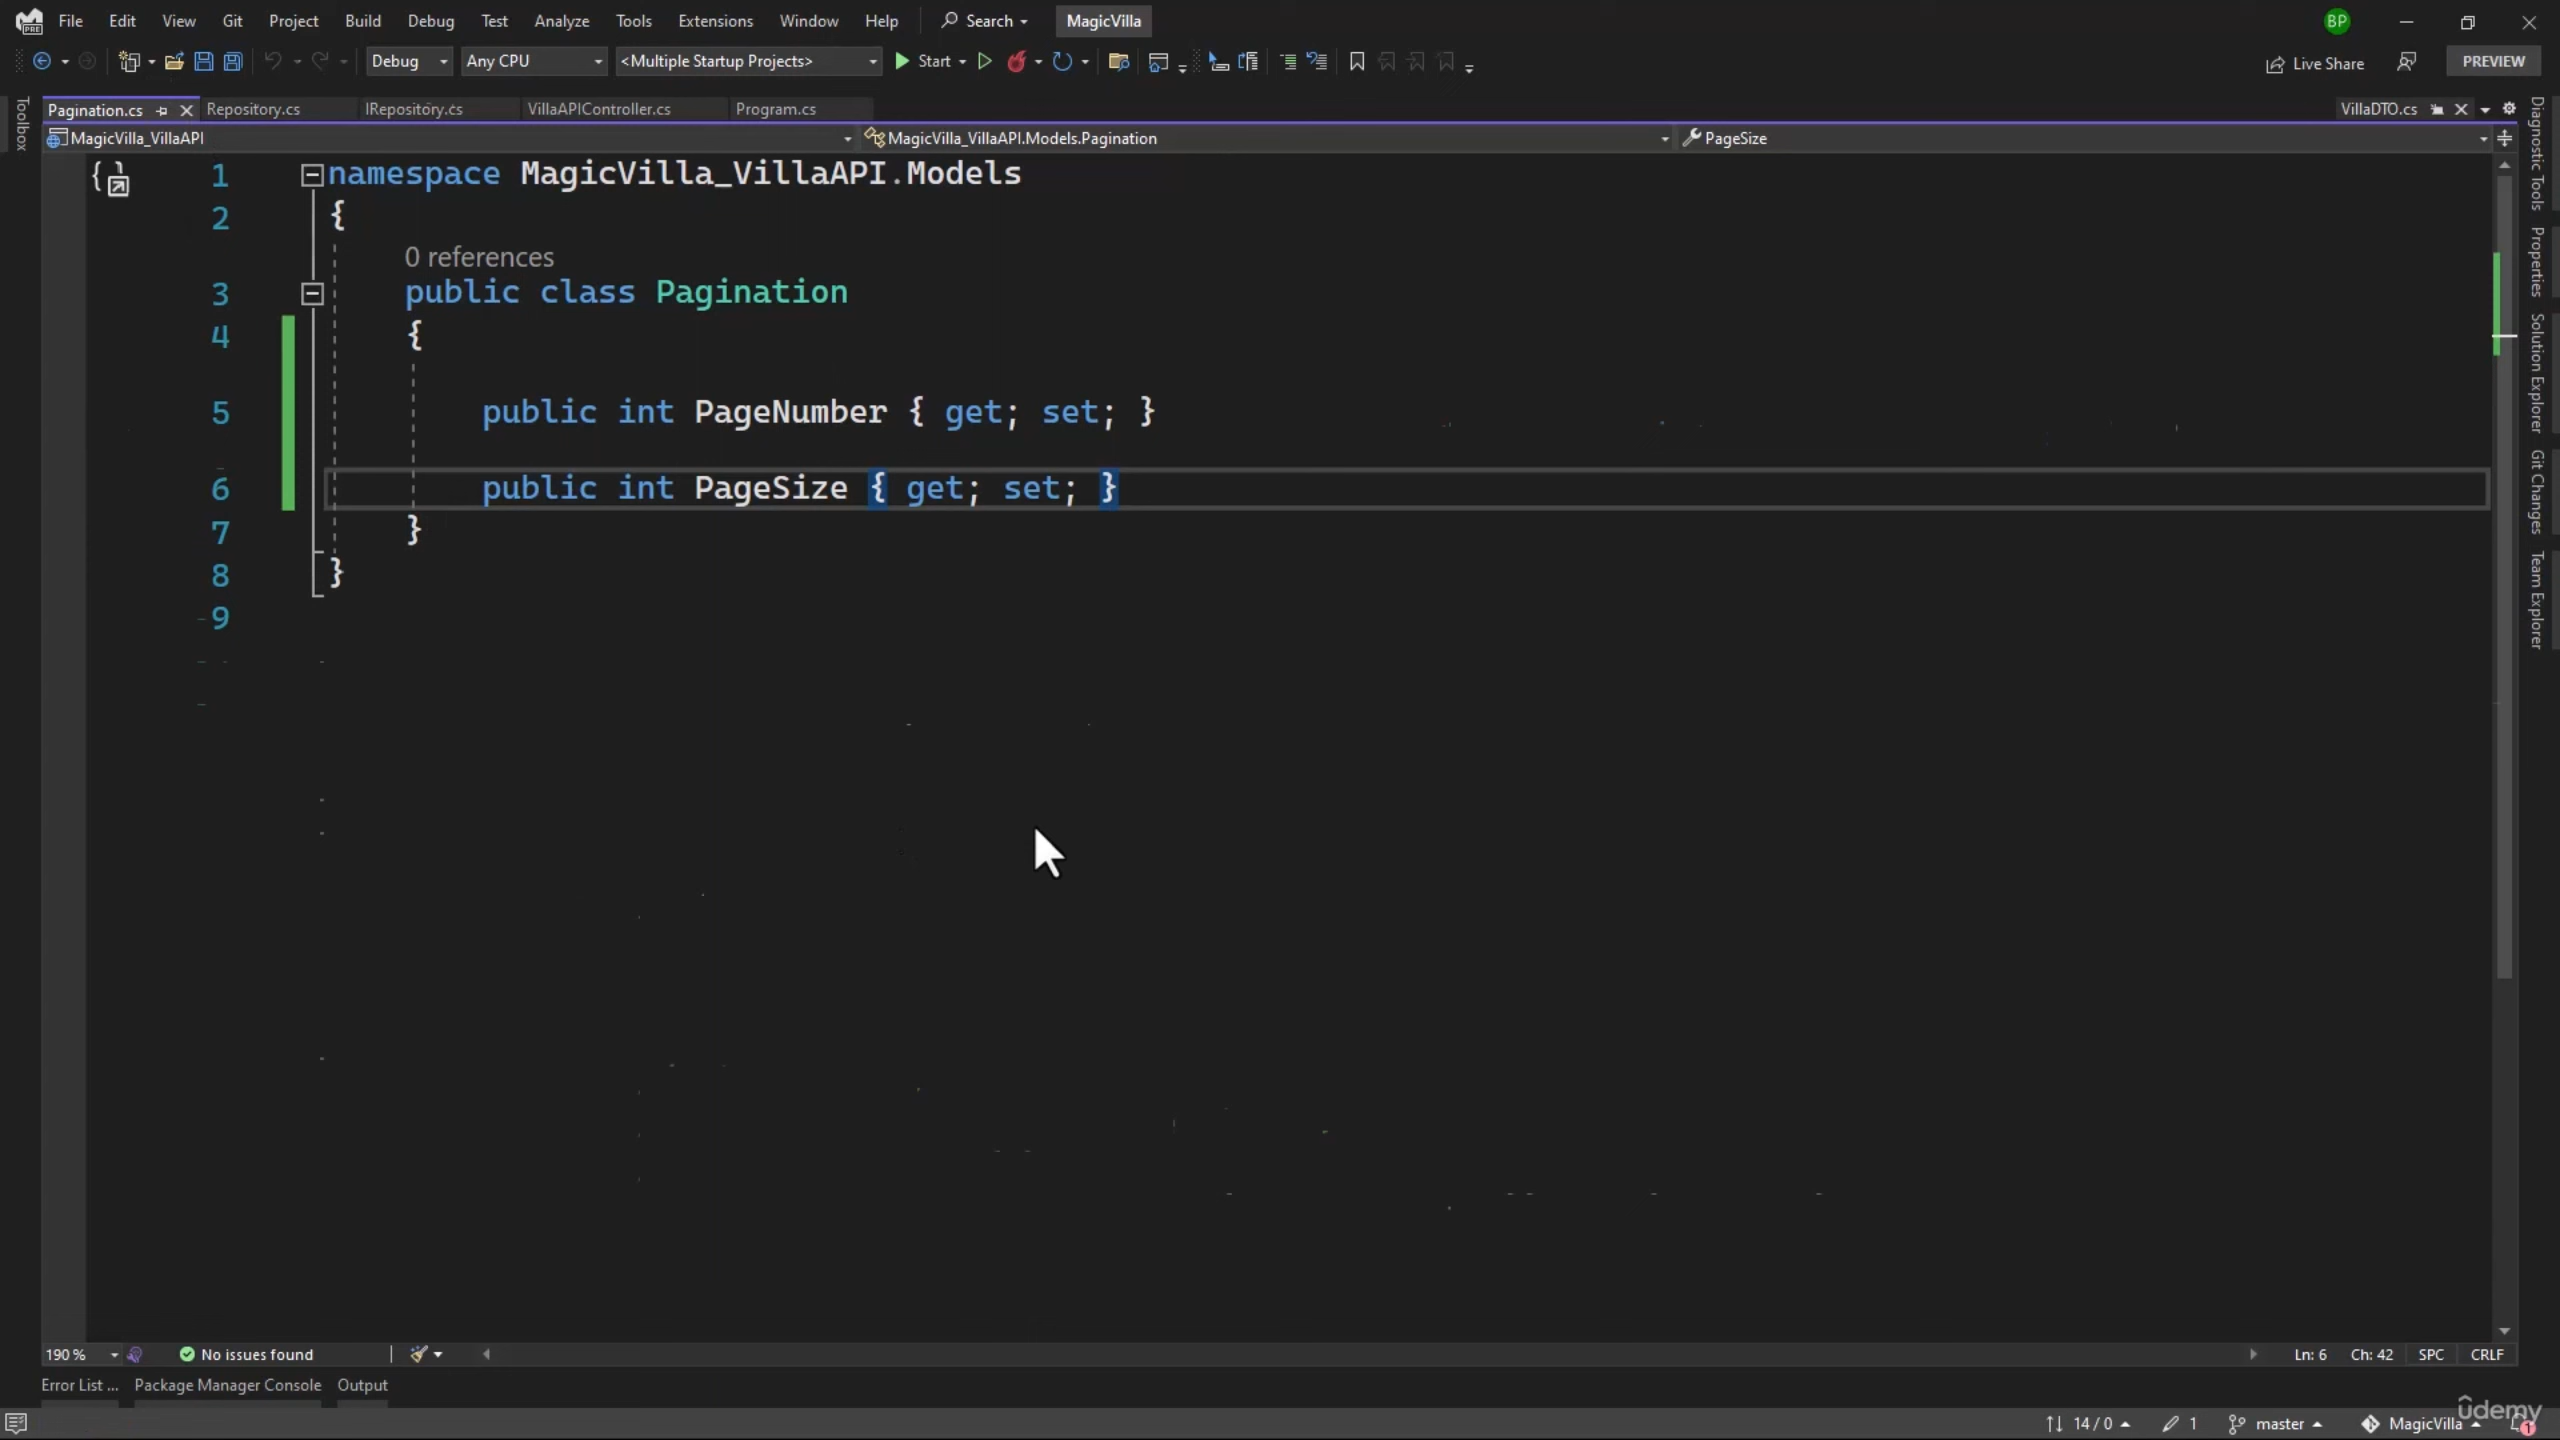 File Edit View Git Project Build Debug Test Analyze Tools Extensions Window Help Search MagicVilla BP
Debug Any CPU <Multiple Startup Projects> Start Live Share PREVIEW
Pagination.cs Repository.cs IRepository.cs VillaAPIController.cs Program.cs VillaDTO.cs
MagicVilla_VillaAPI MagicVilla_VillaAPI.Models.Pagination PageSize
Toolbox
Diagnostic Tools
Properties
Solution Explorer
Git Changes
Team Explorer
1 namespace MagicVilla_VillaAPI.Models
2 {
0 references
3 public class Pagination
4 {
5 public int PageNumber { get; set; }
6 public int PageSize { get; set; }
7 }
8 }
9
190 % No issues found Ln: 6 Ch: 42 SPC CRLF
Error List ... Package Manager Console Output
14 / 0 1 master MagicVilla 1
udemy